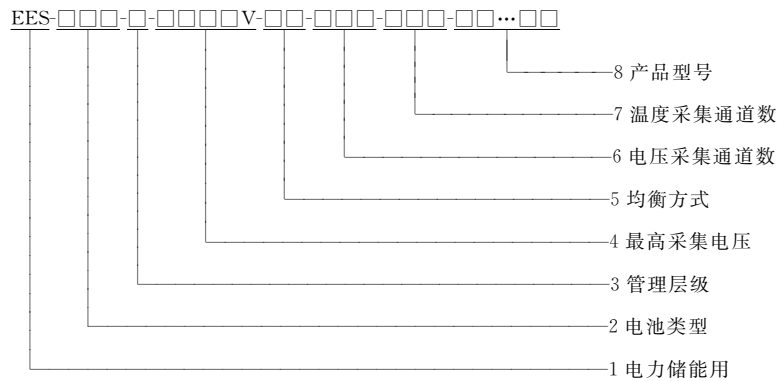 EES-□□□-□-□□□□V-□□-□□□-□□□-□□…□□
8 产品型号
7 温度采集通道数
6 电压采集通道数
5 均衡方式
4 最高采集电压
3 管理层级
2 电池类型
1 电力储能用